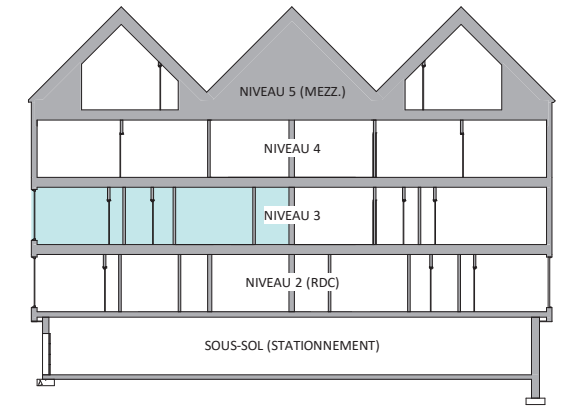 NIVEAU 5 (MEZZ.)
NIVEAU 4
NIVEAU 3
NIVEAU 2 (RDC)
SOUS-SOL (STATIONNEMENT)